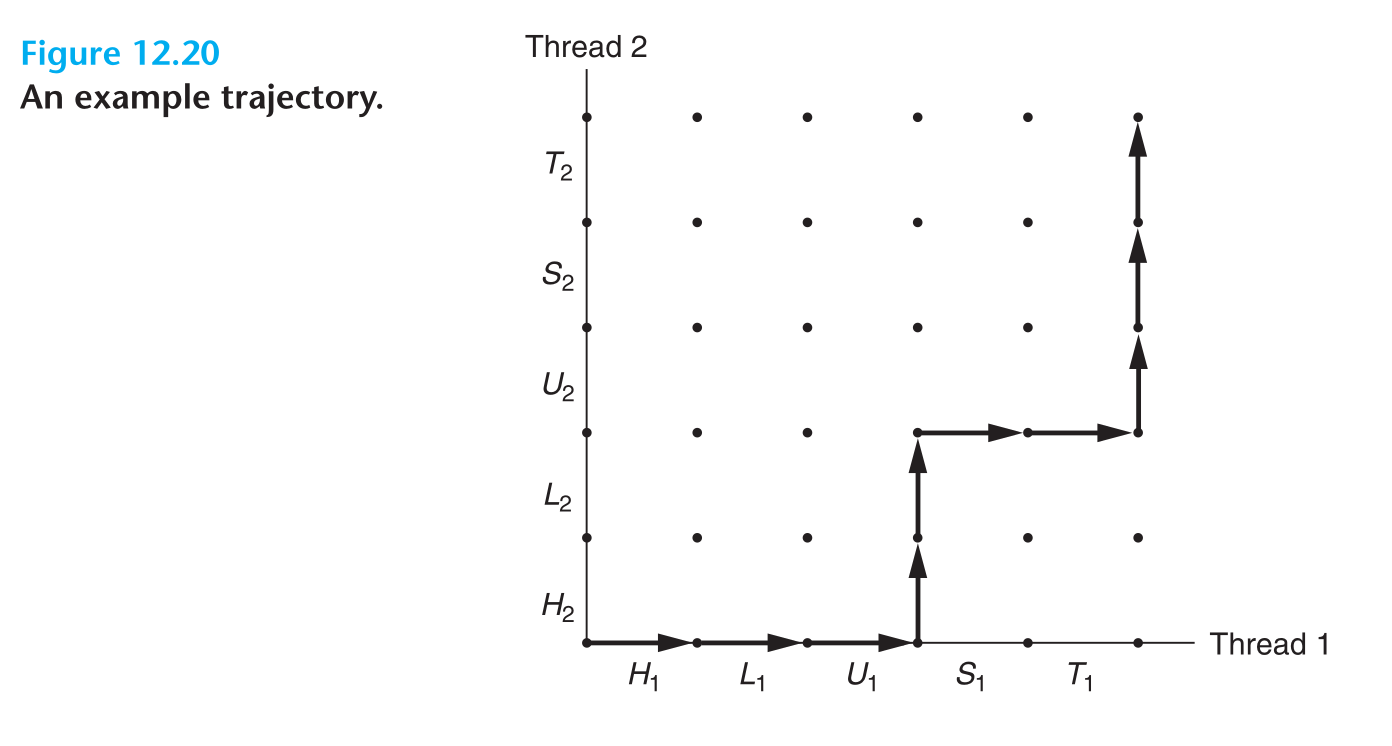 Figure 12.20
An example trajectory.
Thread 2
T₂
S₂
U₂
L₂
H₂
Thread 1
H₁ L₁ U₁ S₁ T₁